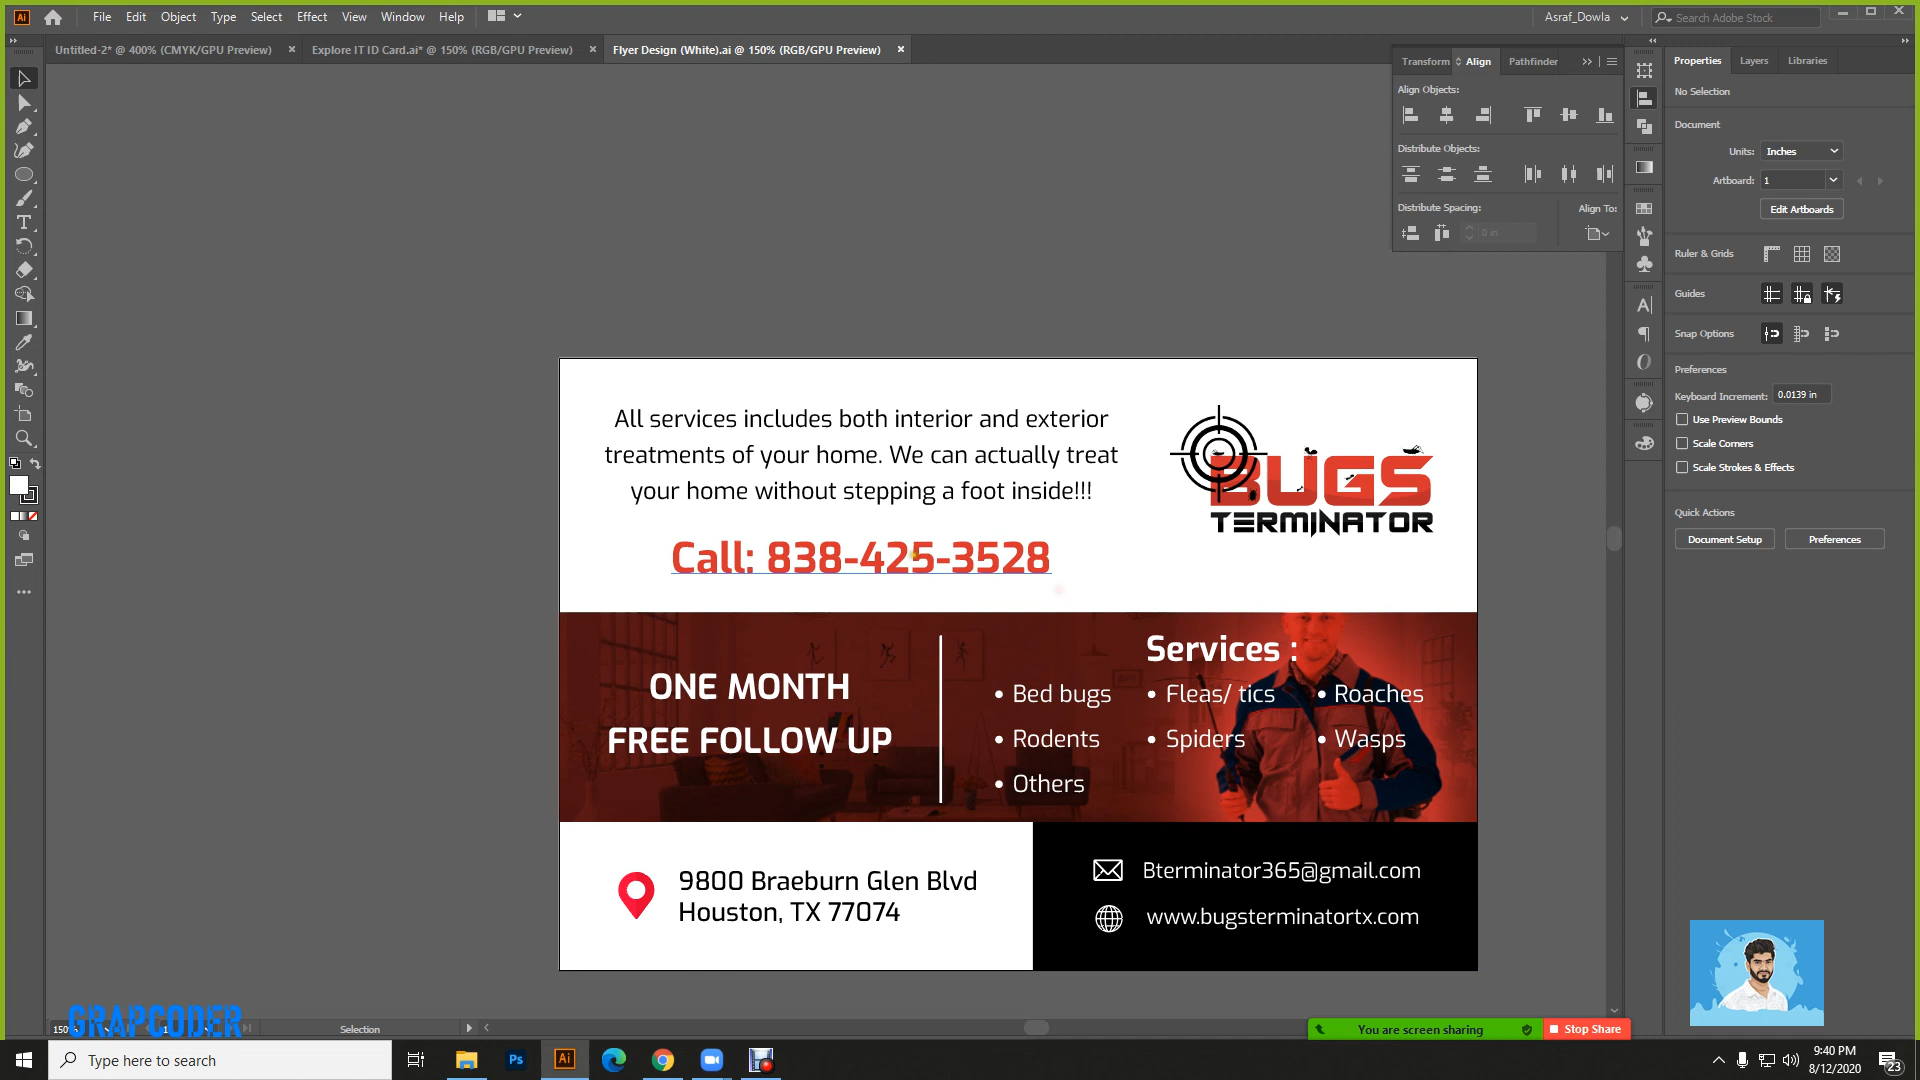 File Edit Object Type Select Effect View Window Help
Asraf_Dowla
Search Adobe Stock
Untitled-2* @ 400% (CMYK/GPU Preview)
Explore IT ID Card.ai* @ 150% (RGB/GPU Preview)
Flyer Design (White).ai @ 150% (RGB/GPU Preview)
Transform Align Pathfinder
Align Objects:
Distribute Objects:
Distribute Spacing:
Align To:
0 in
Properties Layers Libraries
No Selection
Document
Units: Inches
Artboard: 1
Edit Artboards
Ruler & Grids
Guides
Snap Options
Preferences
Keyboard Increment: 0.0139 in
Use Preview Bounds
Scale Corners
Scale Strokes & Effects
Quick Actions
Document Setup Preferences
All services includes both interior and exterior
treatments of your home. We can actually treat
your home without stepping a foot inside!!!
Call: 838-425-3528
BUGS
TERMINATOR
ONE MONTH
FREE FOLLOW UP
Services :
• Bed bugs • Fleas/ tics • Roaches
• Rodents • Spiders • Wasps
• Others
9800 Braeburn Glen Blvd
Houston, TX 77074
Bterminator365@gmail.com
www.bugsterminatortx.com
GRAPCODER
Selection
You are screen sharing
Stop Share
Type here to search
Ps
Ai
9:40 PM
8/12/2020
23